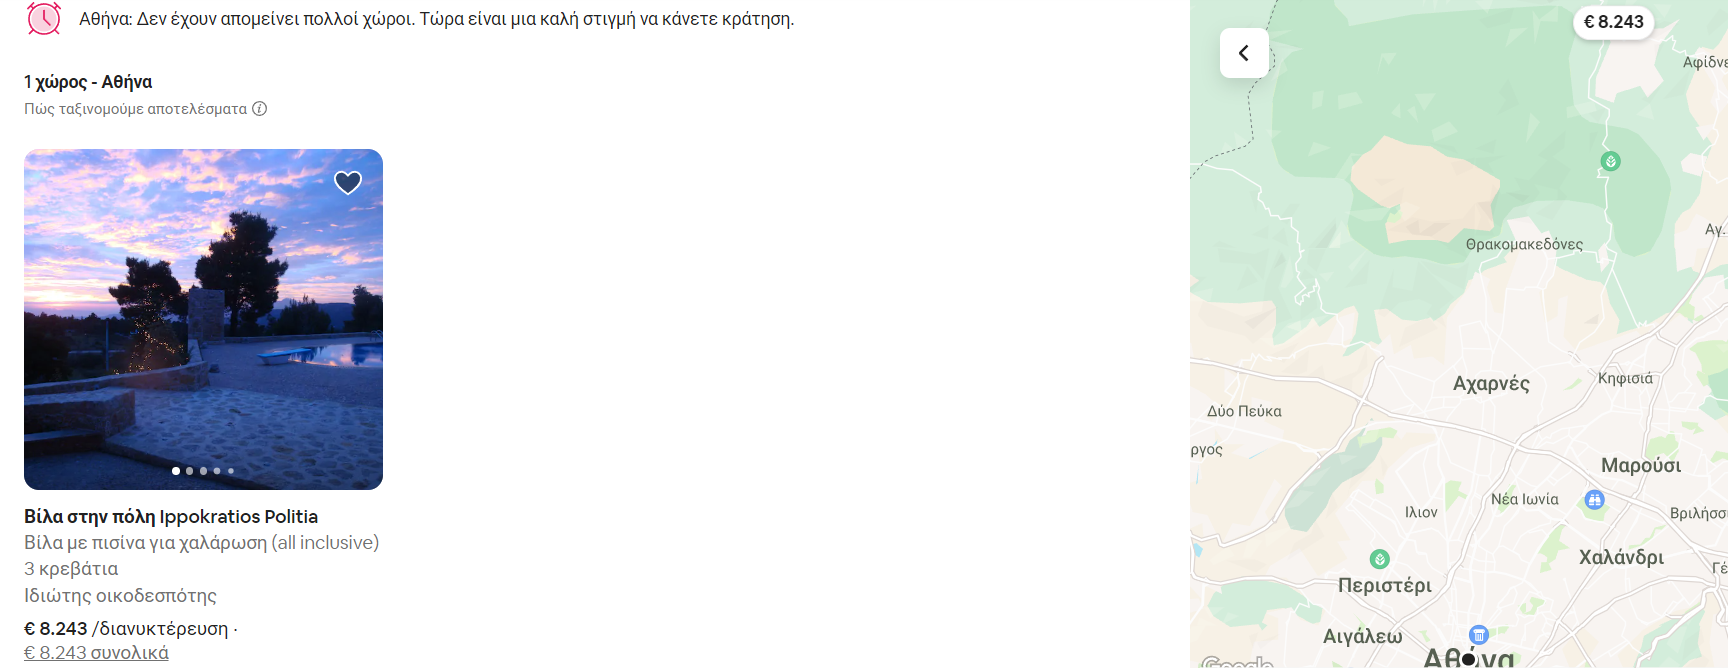 Αθήνα: Δεν έχουν απομείνει πολλοί χώροι. Τώρα είναι μια καλή στιγμή να κάνετε κράτηση.
1 χώρος - Αθήνα
Πώς ταξινομούμε αποτελέσματα
Βίλα στην πόλη Ippokratios Politia
Βίλα με πισίνα για χαλάρωση (all inclusive)
3 κρεβάτια
Ιδιώτης οικοδεσπότης
€ 8.243 /διανυκτέρευση ·
€ 8.243 συνολικά
€ 8.243
Αφίδνε
Αγ.
Θρακομακεδόνες
Αχαρνές
Κηφισιά
Δύο Πεύκα
ργος
Μαρούσι
Νέα Ιωνία
Ιλιον
Βριλήσσ
Χαλάνδρι
Γέ
Περιστέρι
Αιγάλεω
Αθήνα
Google